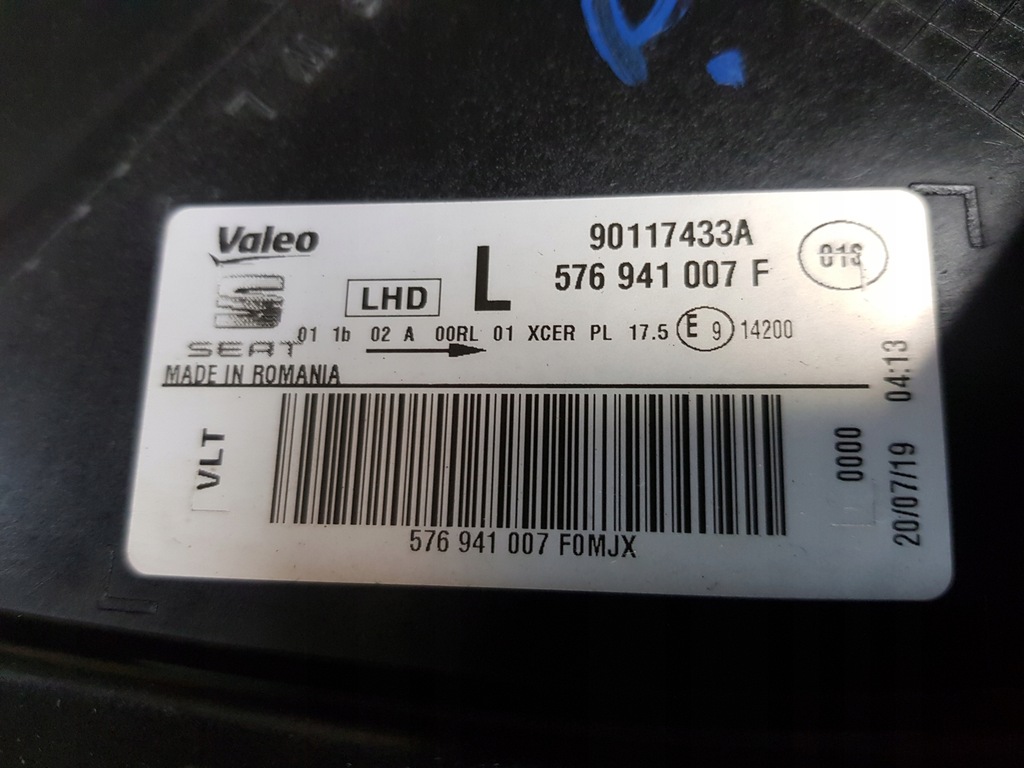 Valeo
SEAT
LHD
L
90117433A
576 941 007 F
01 1b 02 A 00RL 01 XCER PL 17.5 E 9 14200
MADE IN ROMANIA
VLT
576 941 007 F0MJX
0000
20/07/19 04:13